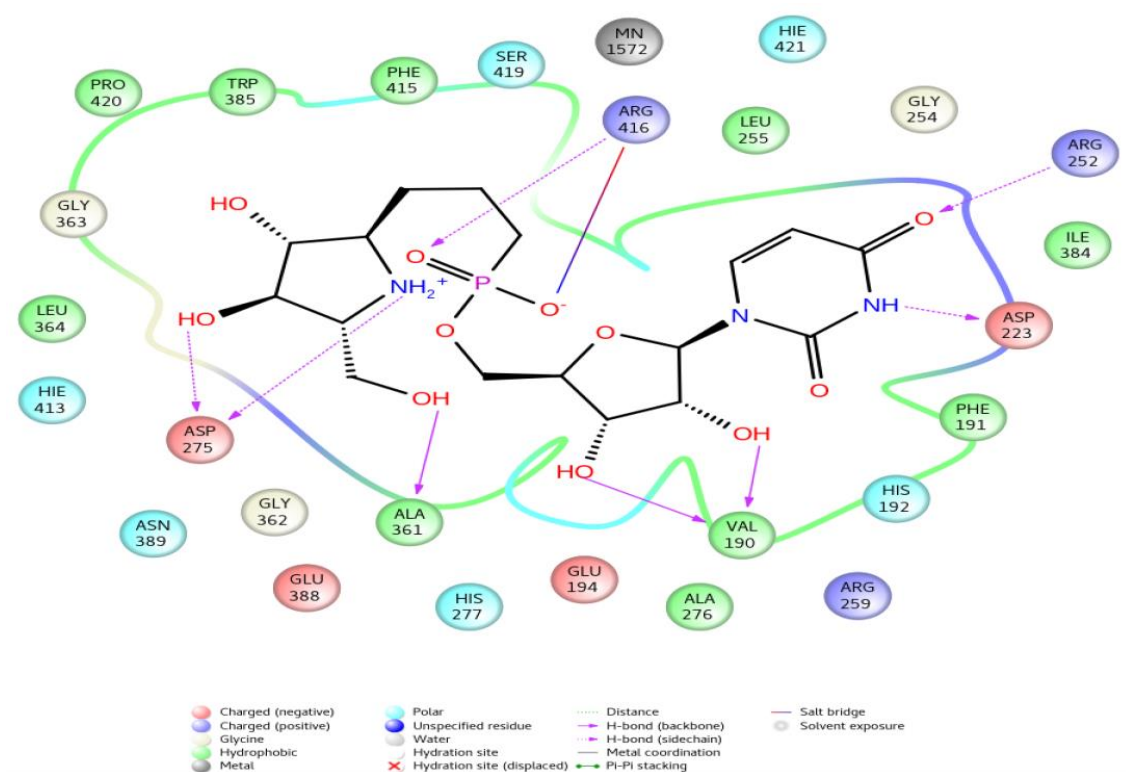 MN
1572
HIE
421
SER
419
PHE
415
TRP
385
PRO
420
ARG
416
LEU
255
GLY
254
ARG
252
GLY
363
HO
O
O
ILE
384
P
NH₂⁺
O⁻
NH
HO
LEU
364
O
O
N
ASP
223
O
HIE
413
OH
PHE
191
ASP
275
OH
HO
HIS
192
GLY
362
ALA
361
VAL
190
ASN
389
GLU
388
HIS
277
GLU
194
ALA
276
ARG
259
Charged (negative)
Charged (positive)
Glycine
Hydrophobic
Metal
Polar
Unspecified residue
Water
Hydration site
Hydration site (displaced)
Distance
H-bond (backbone)
H-bond (sidechain)
Metal coordination
Pi-Pi stacking
Salt bridge
Solvent exposure